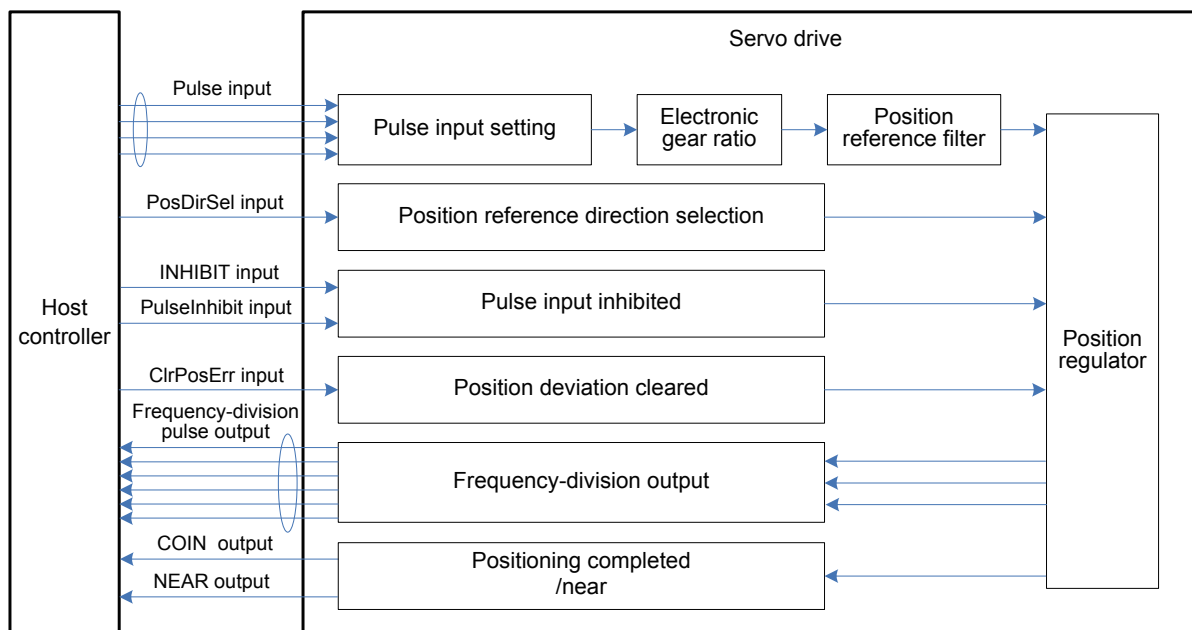 Servo drive
Pulse input
Pulse input setting
Electronic
gear ratio
Position
reference filter
PosDirSel input
Position reference direction selection
INHIBIT input
PulseInhibit input
Pulse input inhibited
Host
controller
Position
regulator
ClrPosErr input
Position deviation cleared
Frequency-division
pulse output
Frequency-division output
COIN output
NEAR output
Positioning completed
/near